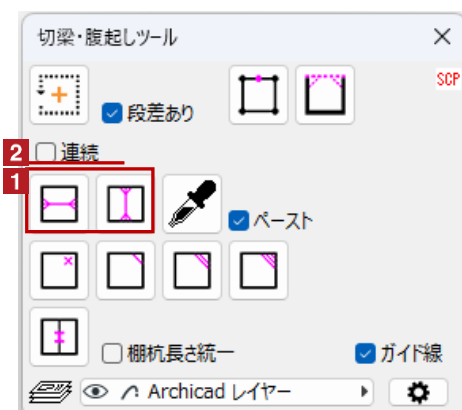 切梁・腹起しツール
SCP
段差あり
2 連続
1
ペースト
棚杭長さ統一
ガイド線
Archicad レイヤー